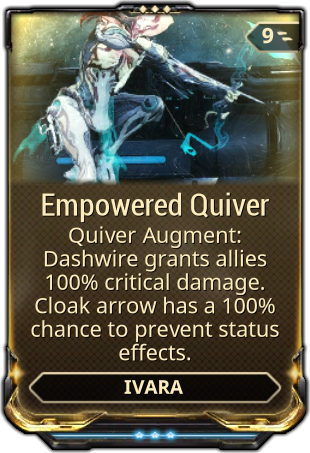 9
Empowered Quiver
Quiver Augment:
Dashwire grants allies
100% critical damage.
Cloak arrow has a 100%
chance to prevent status
effects.
IVARA